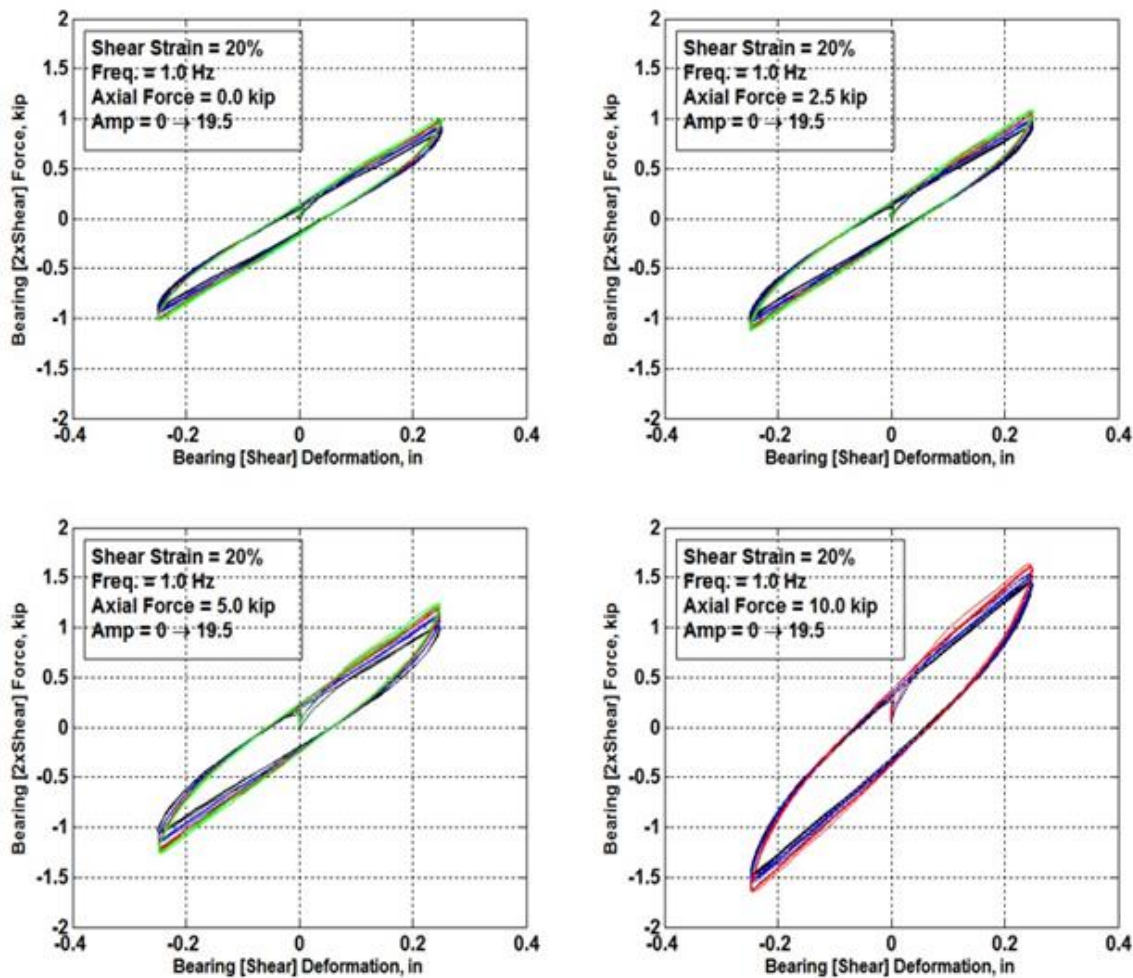 2
Shear Strain = 20%
Freq. = 1.0 Hz
Axial Force = 0.0 kip
Amp = 0 → 19.5
1.5
1
0.5
0
-0.5
-1
-1.5
-2
-0.4 -0.2 0 0.2 0.4
Bearing [2xShear] Force, kip
Bearing [Shear] Deformation, in
2
Shear Strain = 20%
Freq. = 1.0 Hz
Axial Force = 2.5 kip
Amp = 0 → 19.5
1.5
1
0.5
0
-0.5
-1
-1.5
-2
-0.4 -0.2 0 0.2 0.4
Bearing [2xShear] Force, kip
Bearing [Shear] Deformation, in
2
Shear Strain = 20%
Freq. = 1.0 Hz
Axial Force = 5.0 kip
Amp = 0 → 19.5
1.5
1
0.5
0
-0.5
-1
-1.5
-2
-0.4 -0.2 0 0.2 0.4
Bearing [2xShear] Force, kip
Bearing [Shear] Deformation, in
2
Shear Strain = 20%
Freq. = 1.0 Hz
Axial Force = 10.0 kip
Amp = 0 → 19.5
1.5
1
0.5
0
-0.5
-1
-1.5
-2
-0.4 -0.2 0 0.2 0.4
Bearing [2xShear] Force, kip
Bearing [Shear] Deformation, in